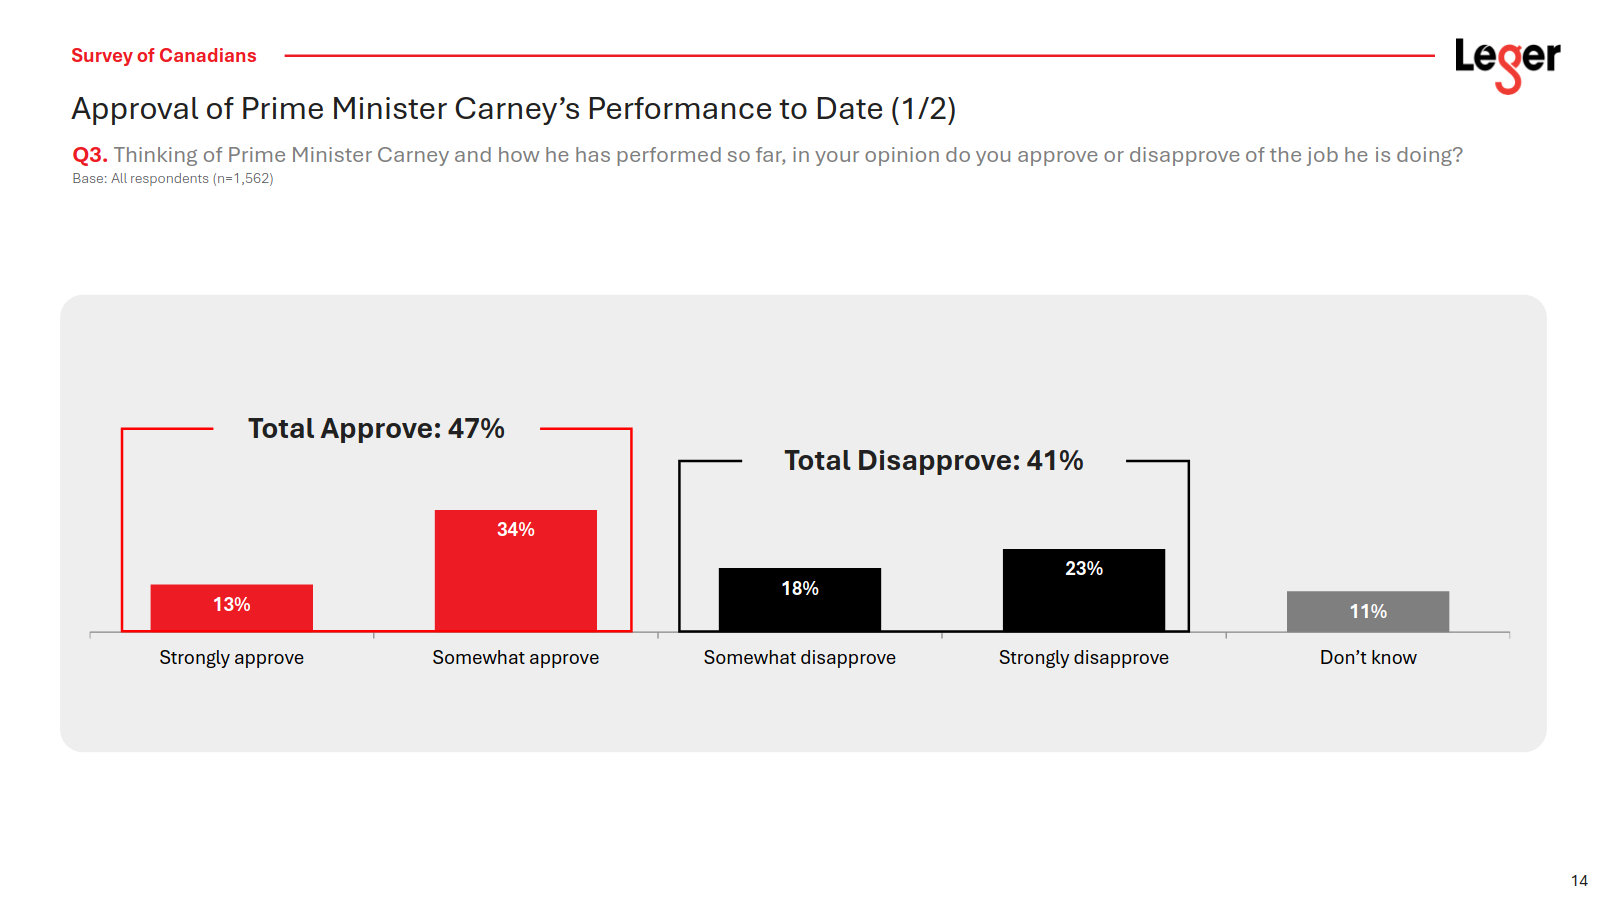 Survey of Canadians
Leger
Approval of Prime Minister Carney’s Performance to Date (1/2)
Q3. Thinking of Prime Minister Carney and how he has performed so far, in your opinion do you approve or disapprove of the job he is doing?
Base: All respondents (n=1,562)
Total Approve: 47%
Total Disapprove: 41%
13%
34%
18%
23%
11%
Strongly approve
Somewhat approve
Somewhat disapprove
Strongly disapprove
Don’t know
14